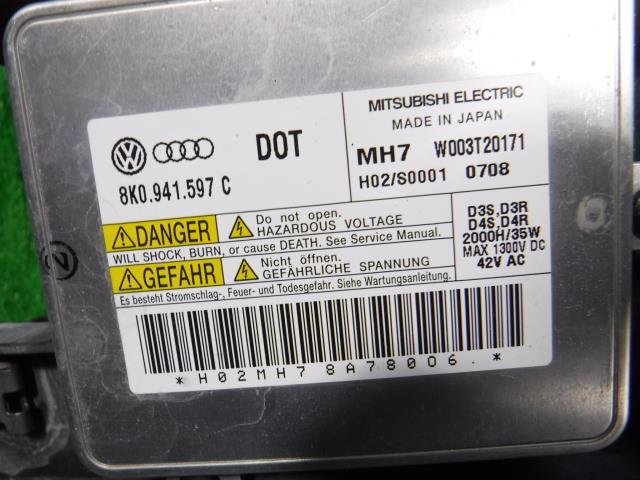 DOT
8K0.941.597 C
MITSUBISHI ELECTRIC
MADE IN JAPAN
MH7 W003T20171
H02/S0001 0708
DANGER
Do not open.
HAZARDOUS VOLTAGE
WILL SHOCK, BURN, or cause DEATH. See Service Manual.
GEFAHR
Nicht öffnen.
GEFÄHRLICHE SPANNUNG
Es besteht Stromschlag-, Feuer- und Todesgefahr. Siehe Wartungsanleitung.
D3S,D3R
D4S,D4R
2000H/35W
MAX 1300V DC
42V AC
*H02MH78A78006.*